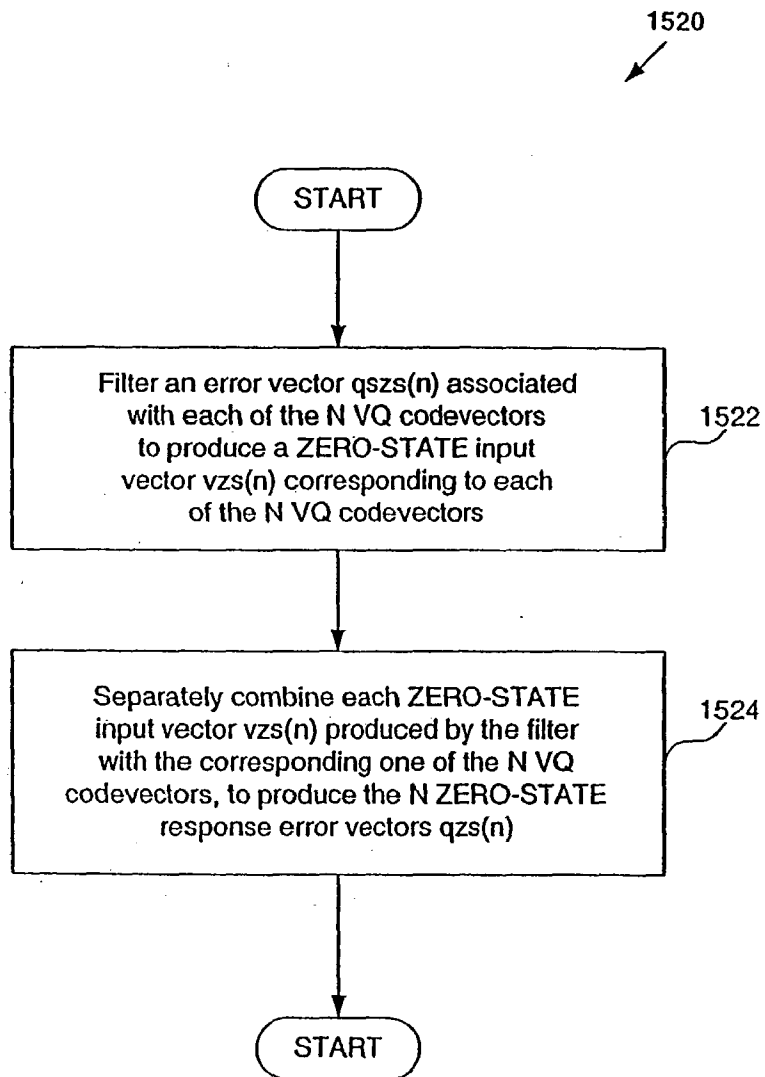 1520
START
Filter an error vector qszs(n) associated
with each of the N VQ codevectors
to produce a ZERO-STATE input
vector vzs(n) corresponding to each
of the N VQ codevectors
1522
Separately combine each ZERO-STATE
input vector vzs(n) produced by the filter
with the corresponding one of the N VQ
codevectors, to produce the N ZERO-STATE
response error vectors qzs(n)
1524
START